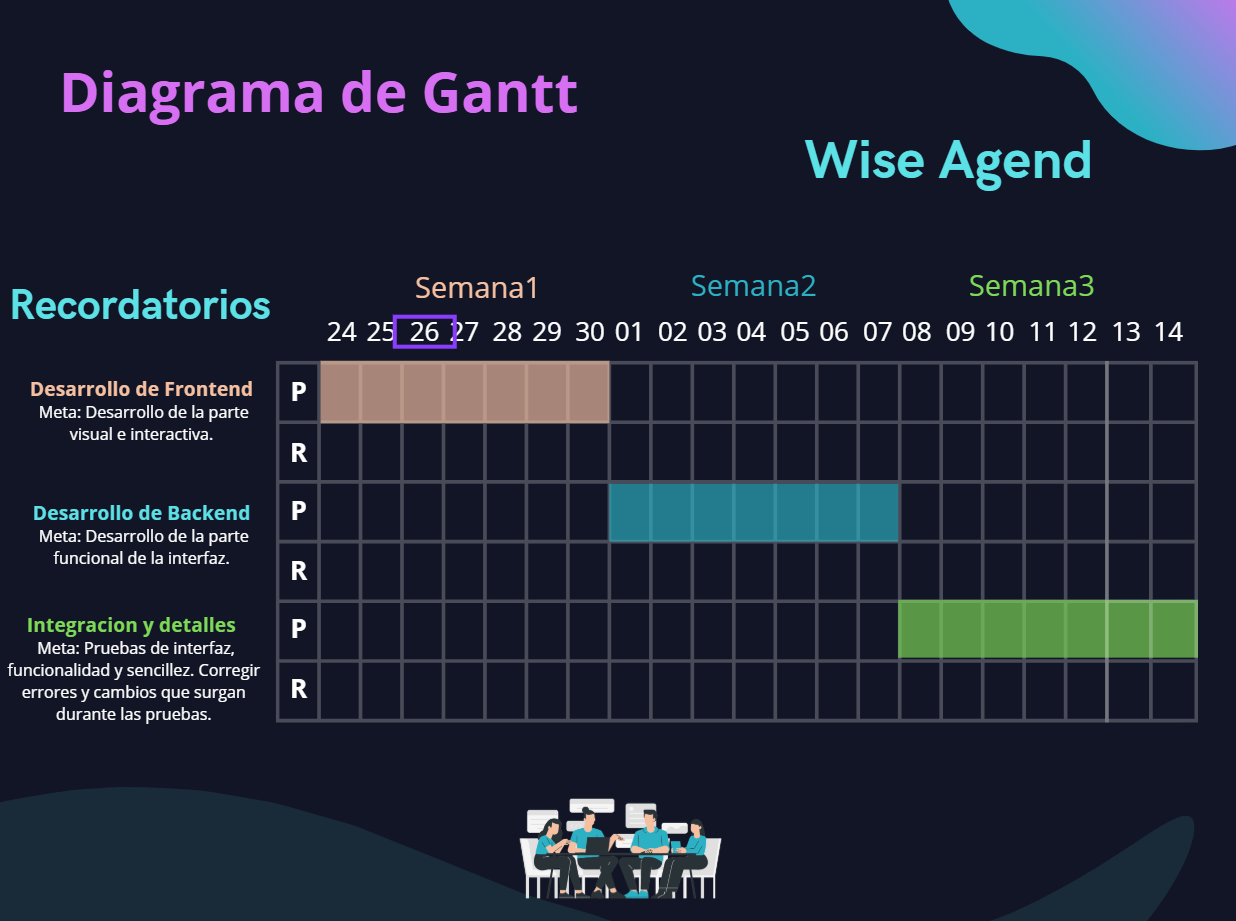 Diagrama de Gantt
Wise Agend
Recordatorios
Semana1 Semana2 Semana3
24 25 26 27 28 29 30 01 02 03 04 05 06 07 08 09 10 11 12 13 14
Desarrollo de Frontend
Meta: Desarrollo de la parte
visual e interactiva.
P
R
Desarrollo de Backend
Meta: Desarrollo de la parte
funcional de la interfaz.
P
R
Integracion y detalles
Meta: Pruebas de interfaz,
funcionalidad y sencillez. Corregir
errores y cambios que surgan
durante las pruebas.
P
R